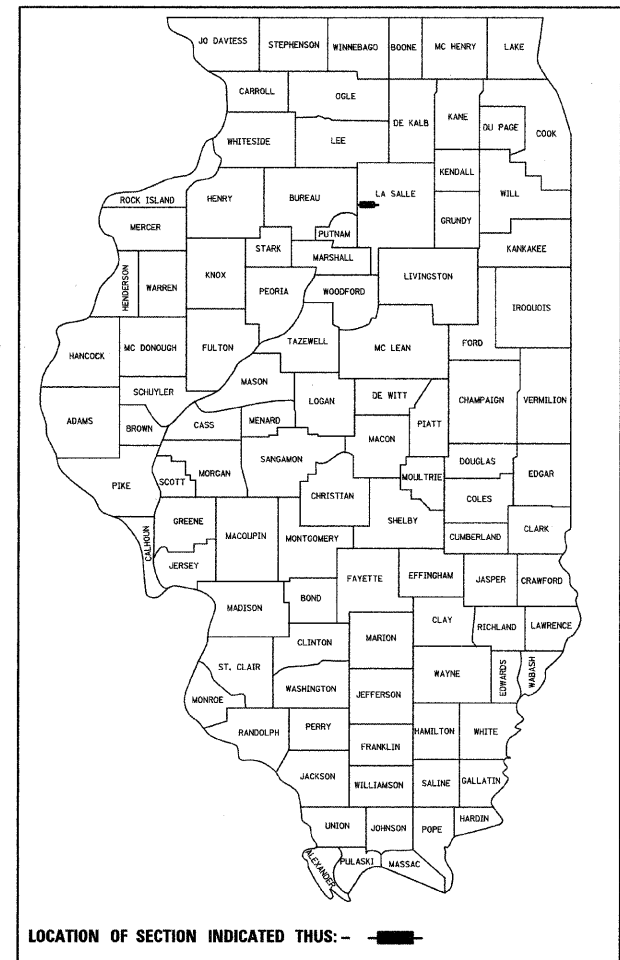 JO DAVIESS STEPHENSON WINNEBAGO BOONE MC HENRY LAKE
CARROLL OGLE DE KALB KANE DU PAGE COOK
WHITESIDE LEE
KENDALL
ROCK ISLAND HENRY BUREAU LA SALLE WILL
MERCER PUTNAM GRUNDY
STARK MARSHALL KANKAKEE
HENDERSON WARREN KNOX PEORIA WOODFORD LIVINGSTON IROQUOIS
HANCOCK MC DONOUGH FULTON TAZEWELL MC LEAN FORD
SCHUYLER MASON
ADAMS BROWN CASS MENARD LOGAN DE WITT PIATT CHAMPAIGN VERMILION
MACON
PIKE SCOTT MORGAN SANGAMON MOULTRIE DOUGLAS EDGAR
CHRISTIAN COLES
CALHOUN GREENE MACOUPIN MONTGOMERY SHELBY CUMBERLAND CLARK
JERSEY
FAYETTE EFFINGHAM JASPER CRAWFORD
MADISON BOND
CLAY RICHLAND LAWRENCE
CLINTON MARION
ST. CLAIR WAYNE EDWARDS WABASH
WASHINGTON JEFFERSON
MONROE
RANDOLPH PERRY HAMILTON WHITE
FRANKLIN
JACKSON WILLIAMSON SALINE GALLATIN
UNION JOHNSON POPE HARDIN
ALEXANDER PULASKI MASSAC
LOCATION OF SECTION INDICATED THUS:-